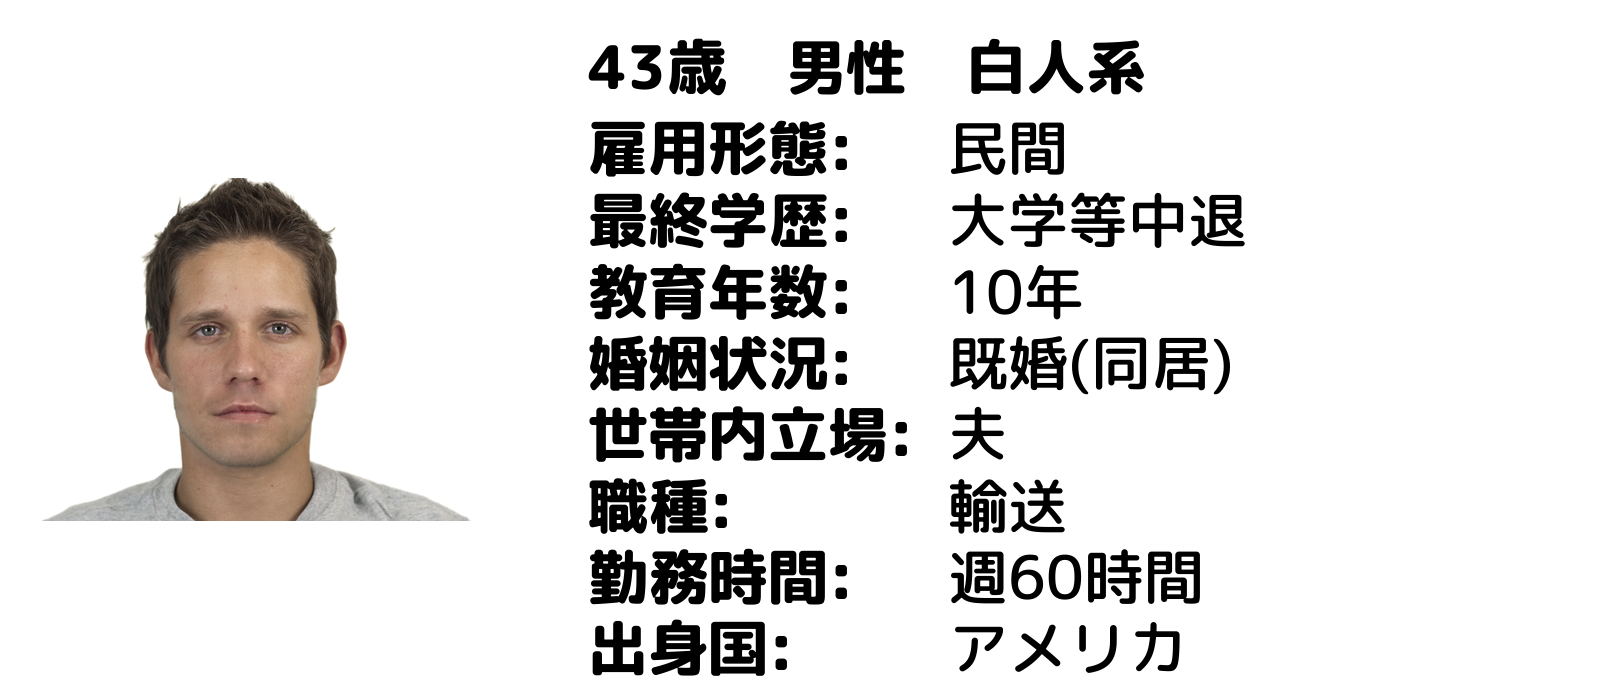 43歳　男性　白人系
雇用形態: 民間
最終学歴: 大学等中退
教育年数: 10年
婚姻状況: 既婚(同居)
世帯内立場: 夫
職種: 輸送
勤務時間: 週60時間
出身国: アメリカ